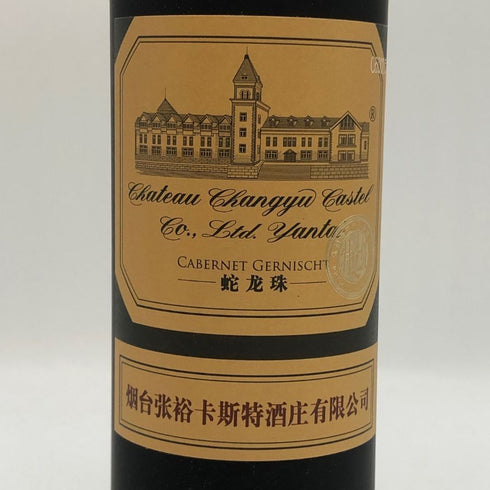 ®
Chateau Changyu Castel
Co., Ltd. Yantai
CABERNET GERNISCHT
蛇龙珠
烟台张裕卡斯特酒庄有限公司